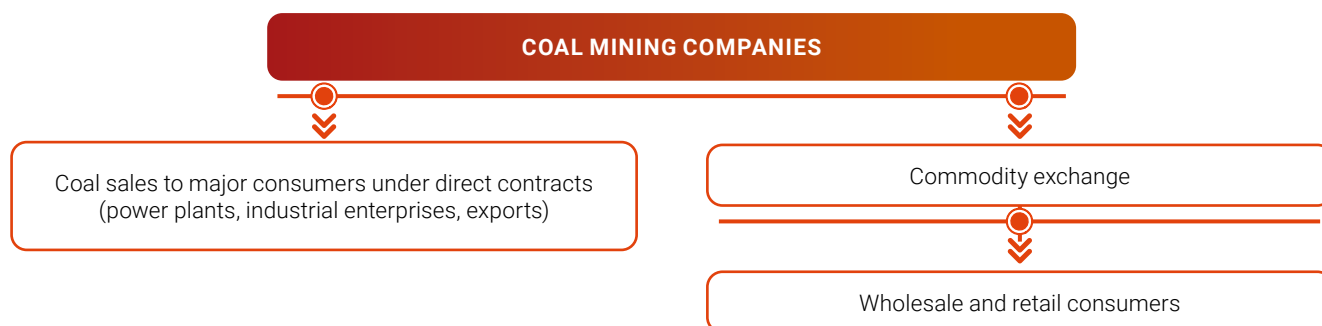 COAL MINING COMPANIES
Coal sales to major consumers under direct contracts
(power plants, industrial enterprises, exports)
Commodity exchange
Wholesale and retail consumers